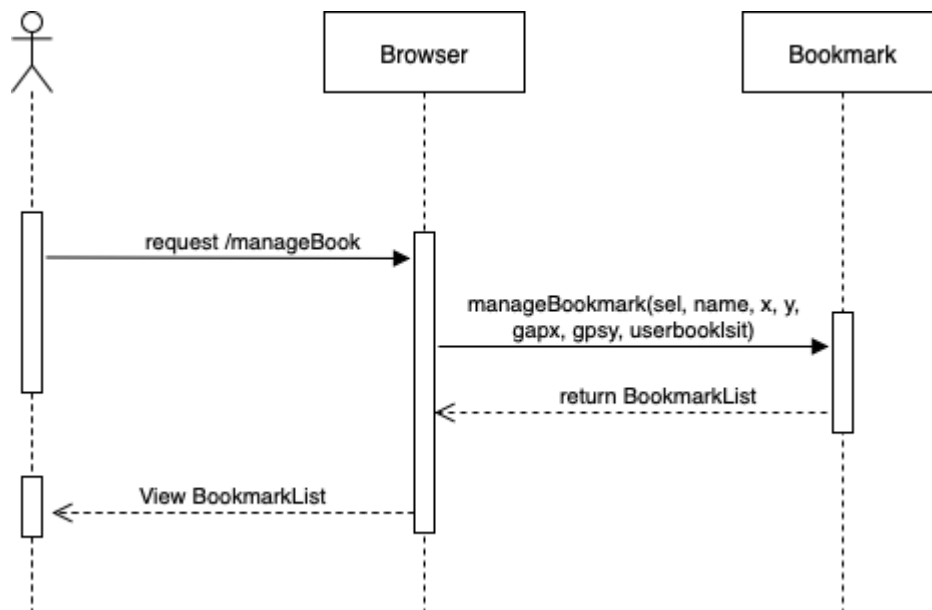 Browser
Bookmark
request /manageBook
manageBookmark(sel, name, x, y,
gapx, gpsy, userbooklsit)
return BookmarkList
View BookmarkList